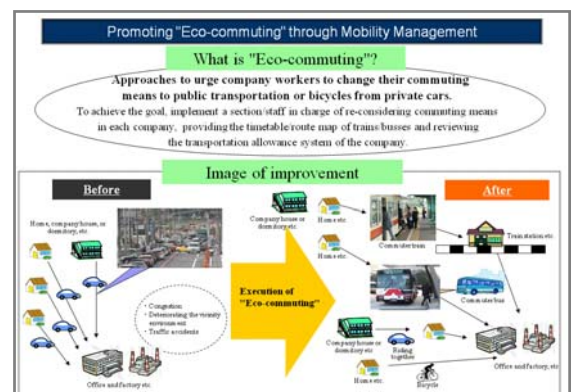 Promoting "Eco-commuting" through Mobility Management
What is "Eco-commuting"?
Approaches to urge company workers to change their commuting
means to public transportation or bicycles from private cars.
To achieve the goal, implement a section/staff in charge of re-considering commuting means
in each company, providing the timetable/route map of trains/busses and reviewing
the transportation allowance system of the company.
Image of improvement
Before
Home, company house, or
dormitory, etc.
・Congestion
・Deteriorating the vicinity
environment
・Traffic accidents
Office and factory, etc.
Execution of
"Eco-commuting"
After
Company house or
dormitory, etc.
Home etc.
Commuter train
Train station etc.
Home etc.
Commuter bus
Company house or
dormitory etc
Riding
together
Home etc.
Home etc.
Bicycle
Office and factory etc.